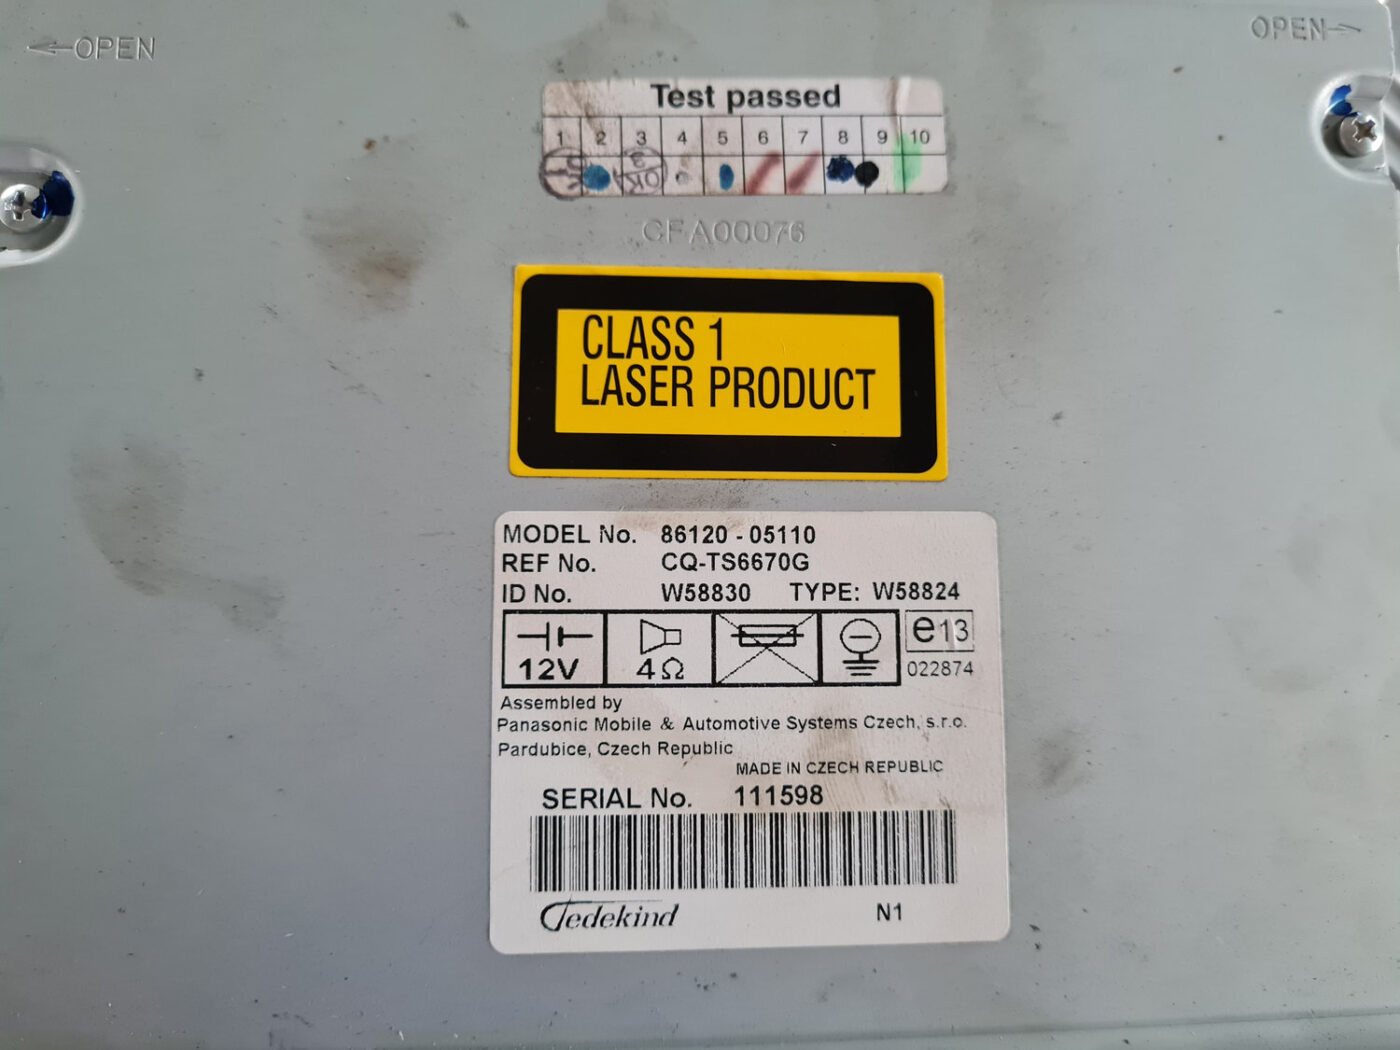 OPEN
OPEN
Test passed
1 2 3 4 5 6 7 8 9 10
OK 3
CFA00076
CLASS 1
LASER PRODUCT
MODEL No. 86120 - 05110
REF No. CQ-TS6670G
ID No. W58830 TYPE: W58824
12V 4Ω e13
022874
Assembled by
Panasonic Mobile & Automotive Systems Czech, s.r.o.
Pardubice, Czech Republic
MADE IN CZECH REPUBLIC
SERIAL No. 111598
Tedekind N1